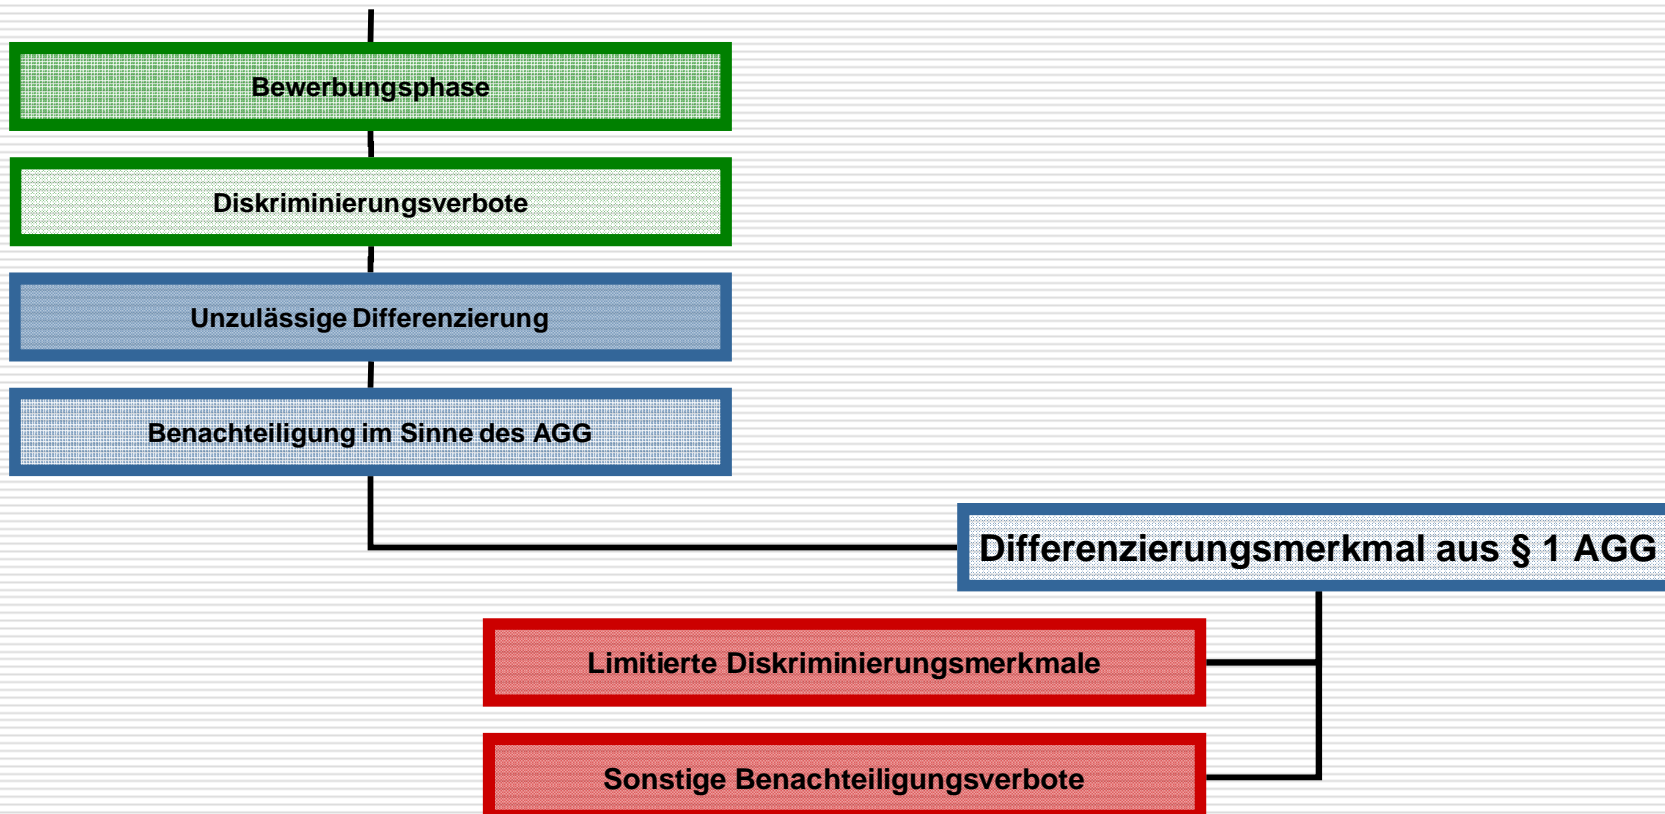 Bewerbungsphase
Diskriminierungsverbote
Unzulässige Differenzierung
Benachteiligung im Sinne des AGG
Differenzierungsmerkmal aus § 1 AGG
Limitierte Diskriminierungsmerkmale
Sonstige Benachteiligungsverbote